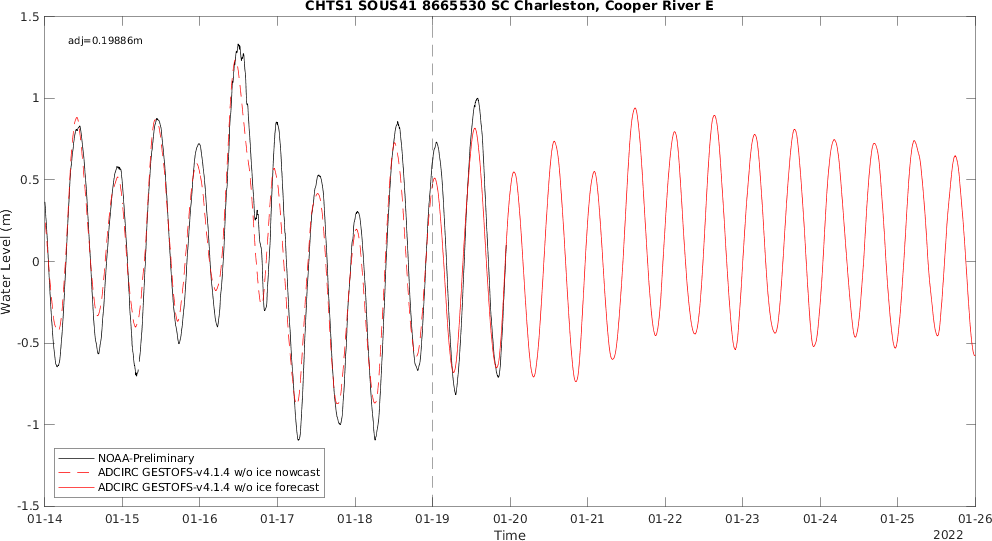 CHTS1 SOUS41 8665530 SC Charleston, Cooper River E
adj=0.19886m
1.5
1
0.5
0
-0.5
-1
-1.5
Water Level (m)
NOAA-Preliminary
ADCIRC GESTOFS-v4.1.4 w/o ice nowcast
ADCIRC GESTOFS-v4.1.4 w/o ice forecast
01-14 01-15 01-16 01-17 01-18 01-19 01-20 01-21 01-22 01-23 01-24 01-25 01-26
Time
2022